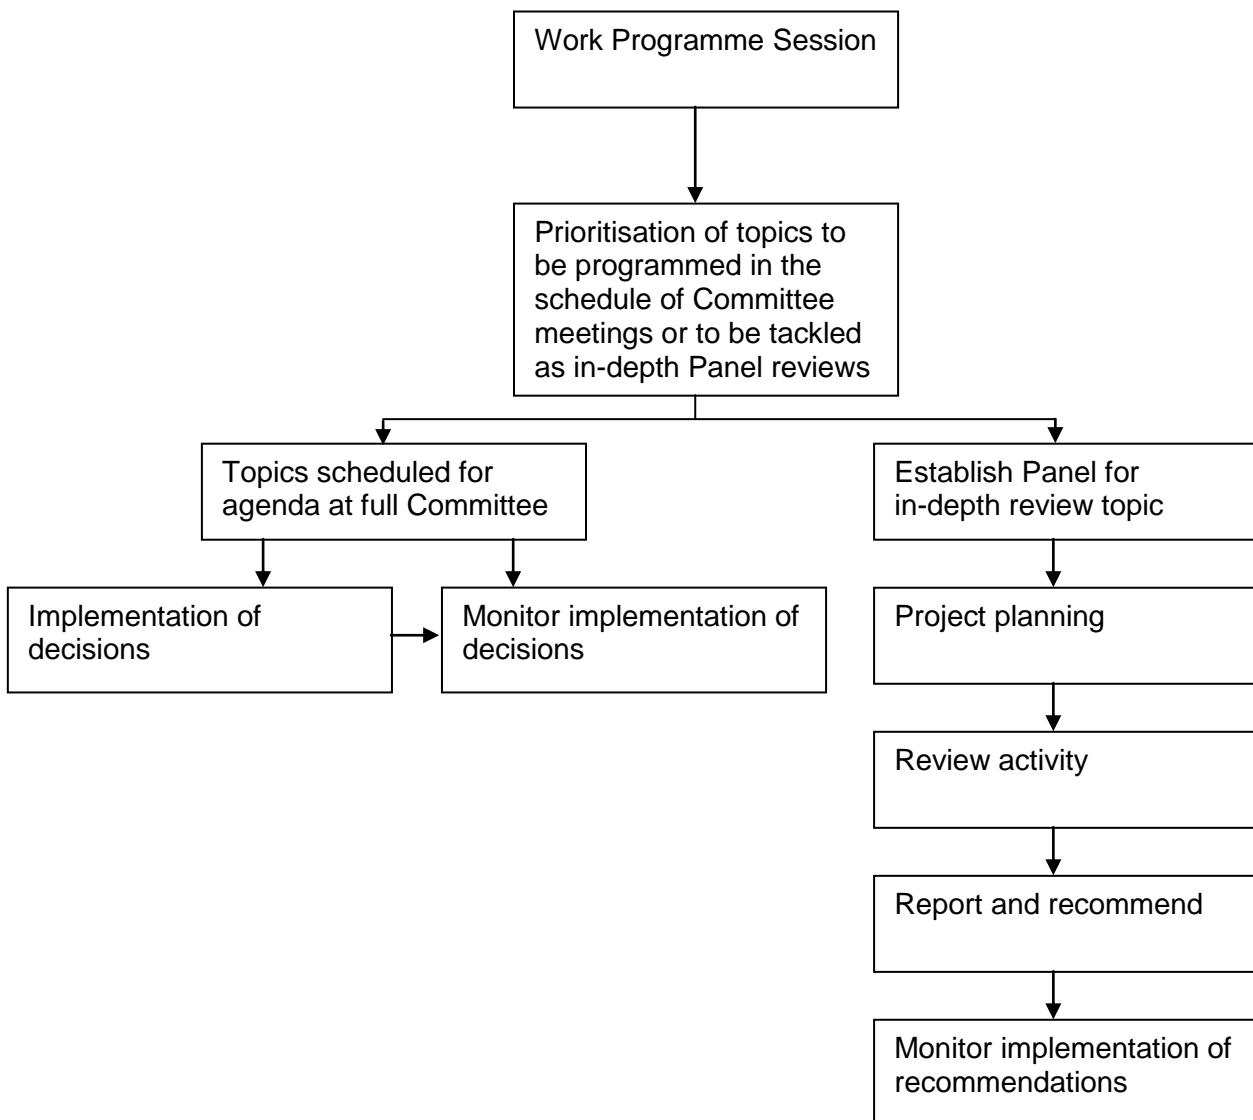 Work Programme Session
Prioritisation of topics to
be programmed in the
schedule of Committee
meetings or to be tackled
as in-depth Panel reviews
Topics scheduled for
agenda at full Committee
Establish Panel for
in-depth review topic
Implementation of
decisions
Monitor implementation of
decisions
Project planning
Review activity
Report and recommend
Monitor implementation of
recommendations